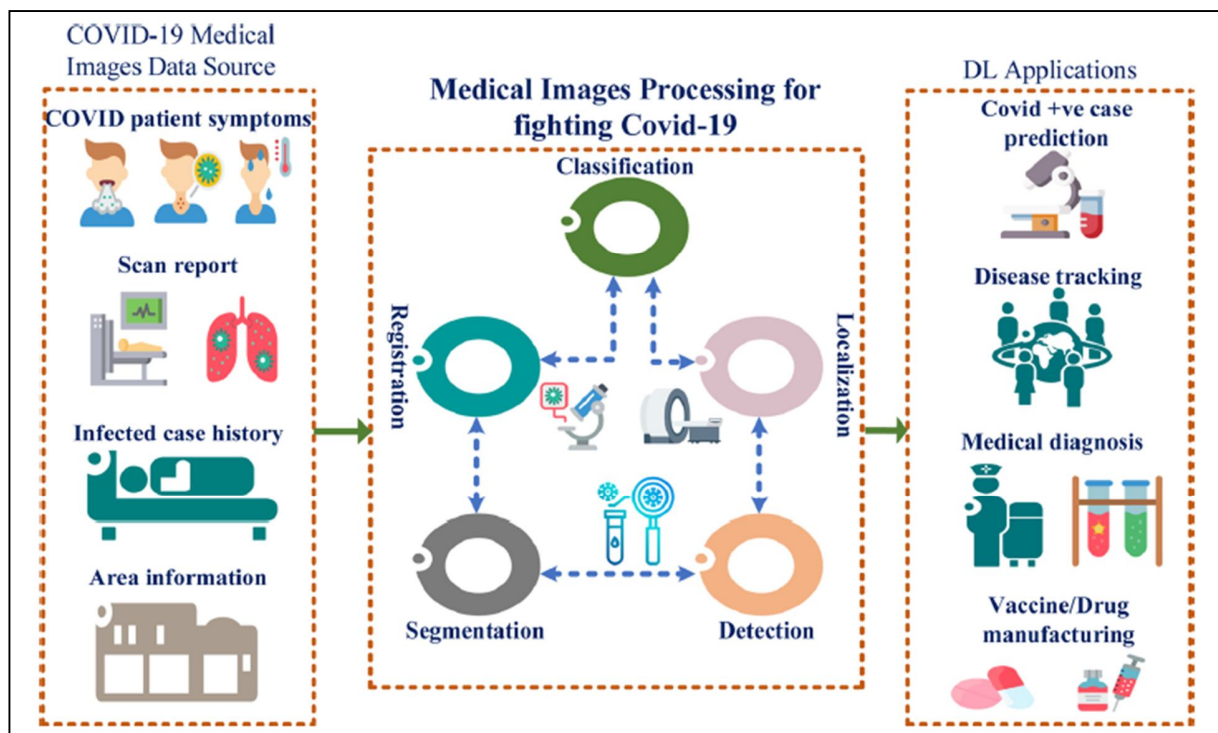 COVID-19 Medical
Images Data Source
COVID patient symptoms
Scan report
Infected case history
Area information
Medical Images Processing for
fighting Covid-19
Classification
Registration
Localization
Segmentation
Detection
DL Applications
Covid +ve case
prediction
Disease tracking
Medical diagnosis
Vaccine/Drug
manufacturing